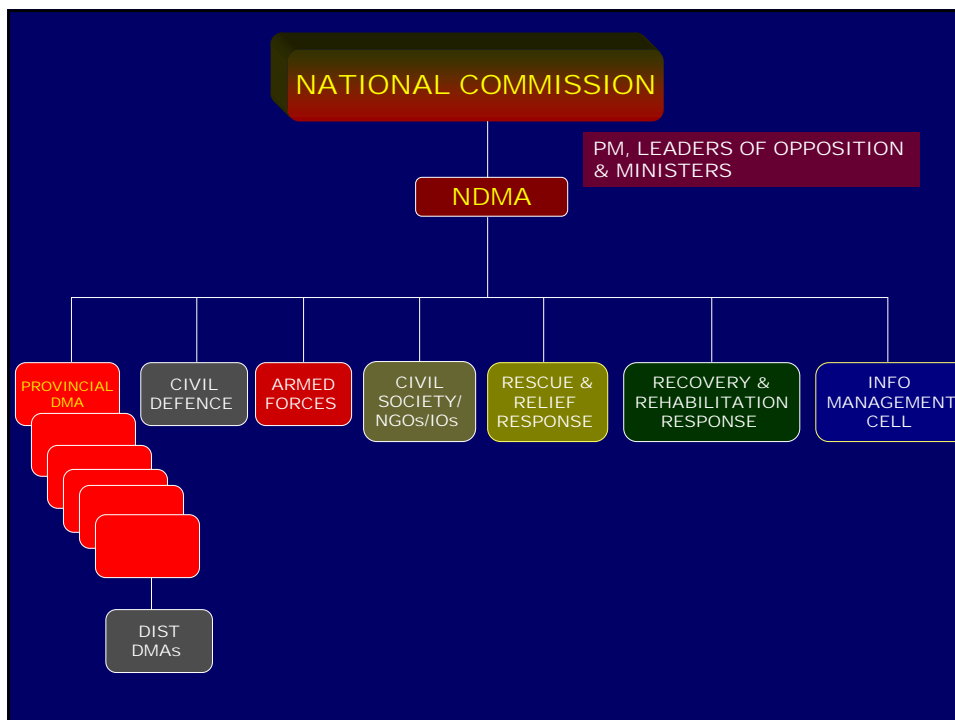 NATIONAL COMMISSION
PM, LEADERS OF OPPOSITION
& MINISTERS
NDMA
PROVINCIAL
DMA
CIVIL
DEFENCE
ARMED
FORCES
CIVIL
SOCIETY/
NGOs/IOs
RESCUE &
RELIEF
RESPONSE
RECOVERY &
REHABILITATION
RESPONSE
INFO
MANAGEMENT
CELL
DIST
DMAs